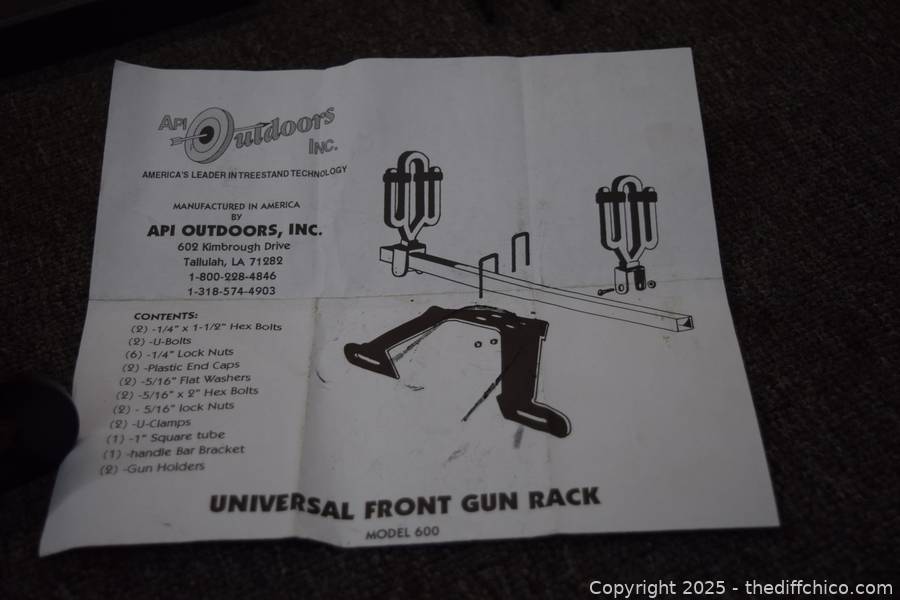 API Outdoors INC.
AMERICA'S LEADER IN TREESTAND TECHNOLOGY
MANUFACTURED IN AMERICA
BY
API OUTDOORS, INC.
602 Kimbrough Drive
Tallulah, LA 71282
1-800-228-4846
1-318-574-4903
CONTENTS:
(2) -1/4" x 1-1/2" Hex Bolts
(2) -U-Bolts
(6) -1/4" Lock Nuts
(2) -Plastic End Caps
(2) -5/16" Flat Washers
(2) -5/16" x 2" Hex Bolts
(2) - 5/16" lock Nuts
(2) -U-Clamps
(1) -1" Square tube
(1) -handle Bar Bracket
(2) -Gun Holders
UNIVERSAL FRONT GUN RACK
MODEL 600
Copyright 2025 - thediffchico.com